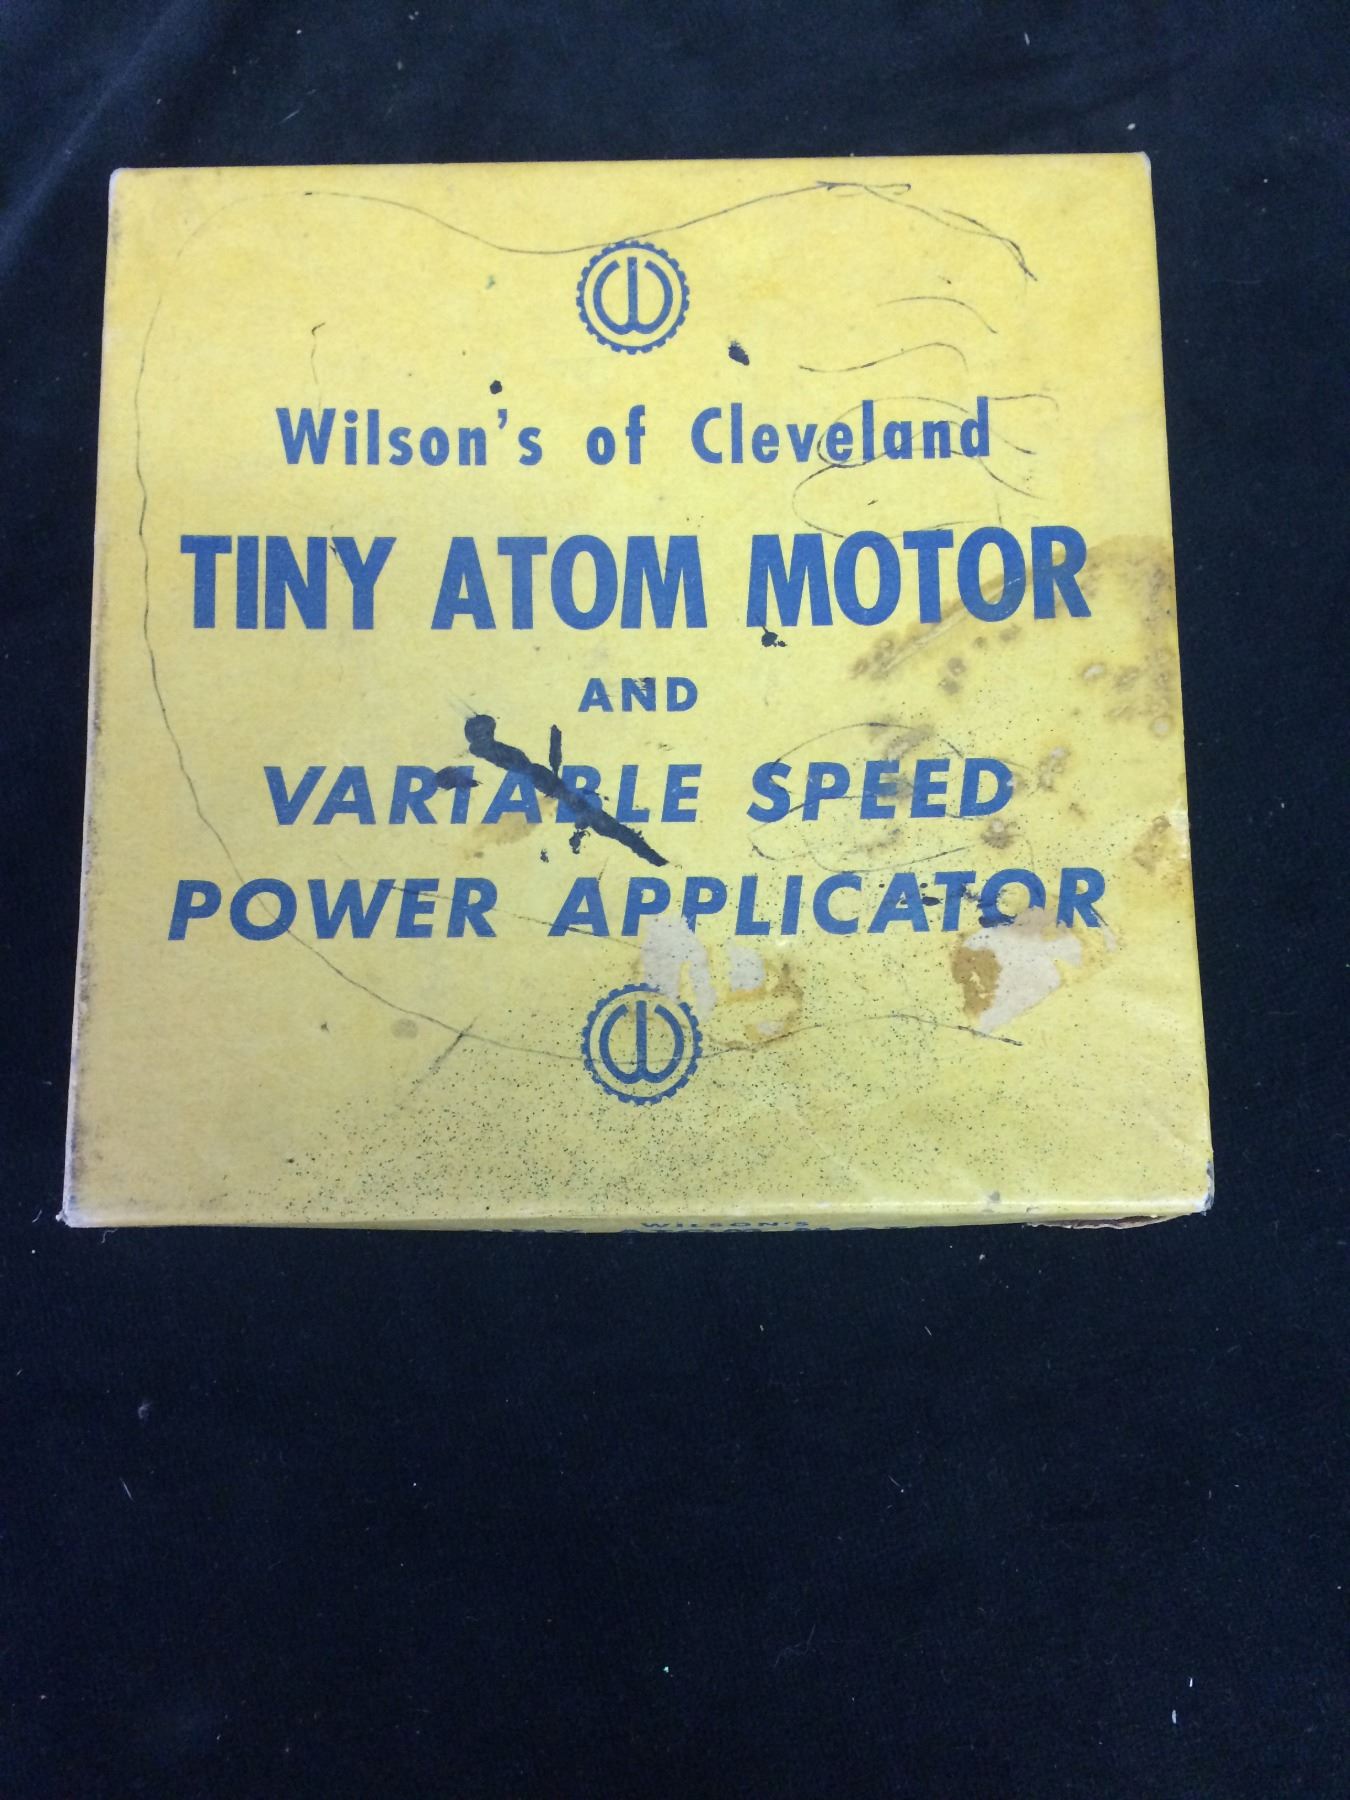 W
Wilson's of Cleveland
TINY ATOM MOTOR
AND
VARIABLE SPEED
POWER APPLICATOR
W
WILSON'S